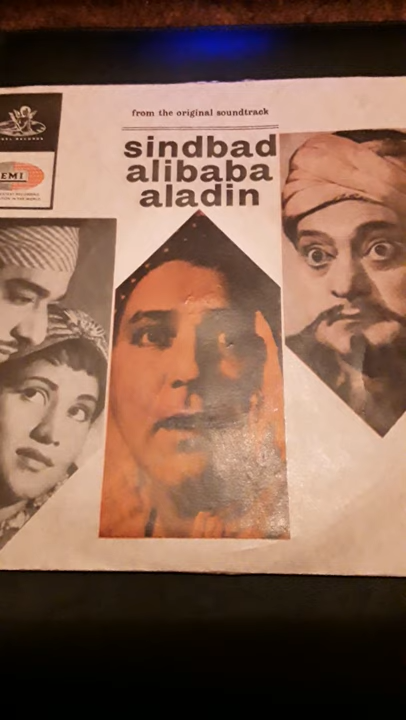 from the original soundtrack
sindbad
alibaba
aladin
EMI